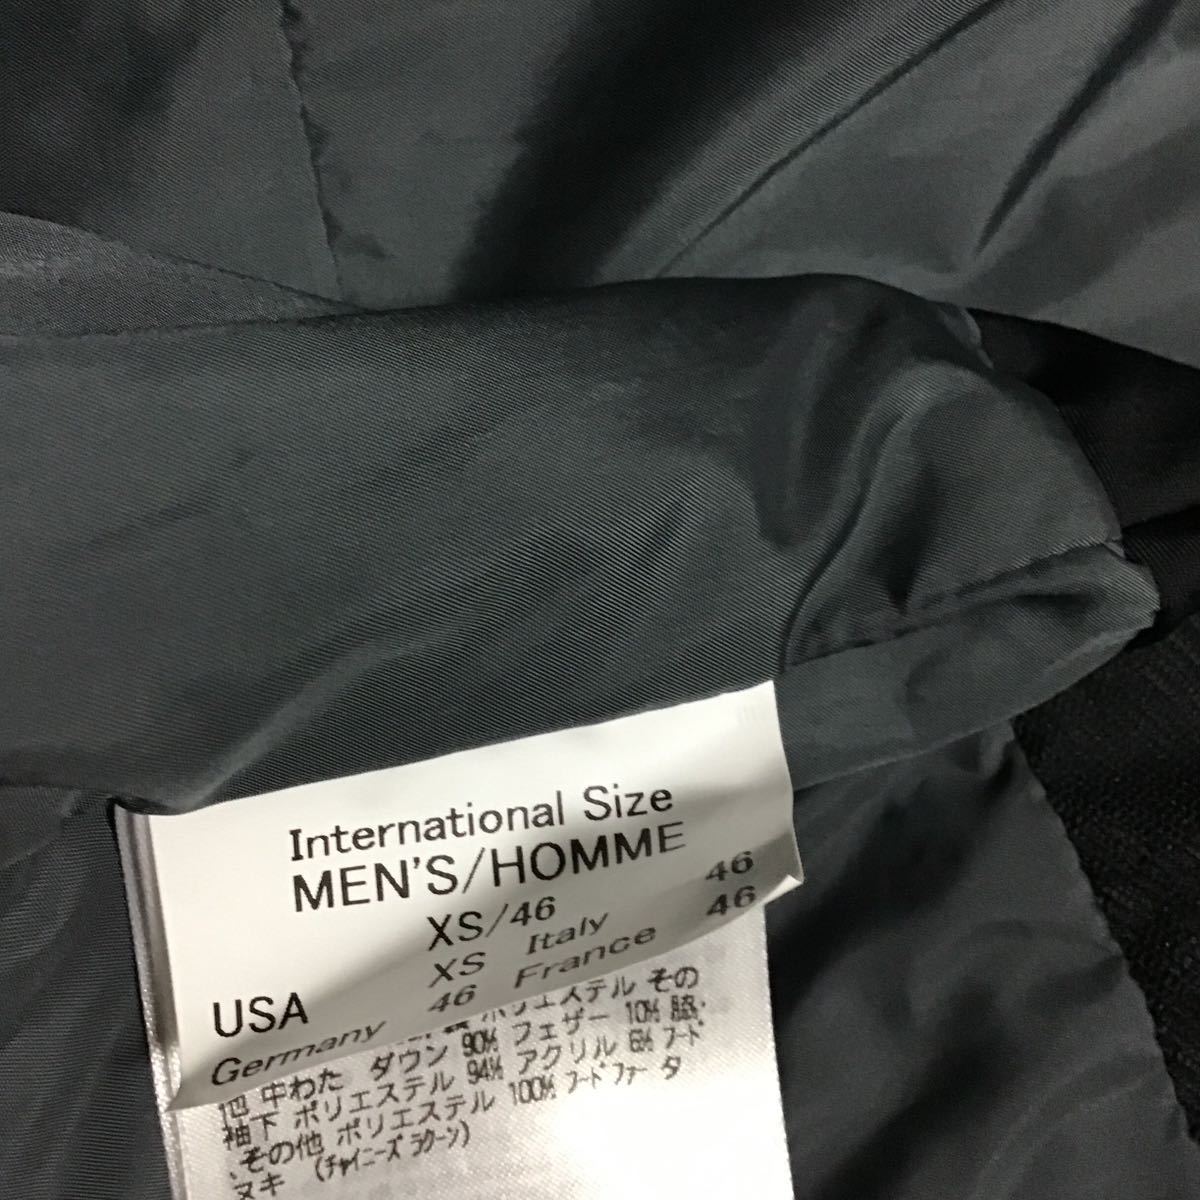 International Size
MEN'S/HOMME
XS/46
USA XS Italy 46
Germany 46 France 46
ポリエステル その
他 中わた ダウン 90% フェザー 10% 脇、
袖下 ポリエステル 94% アクリル 6% フード
、その他 ポリエステル 100% フードファー タ
ヌキ (チャイニーズ ラクーン)